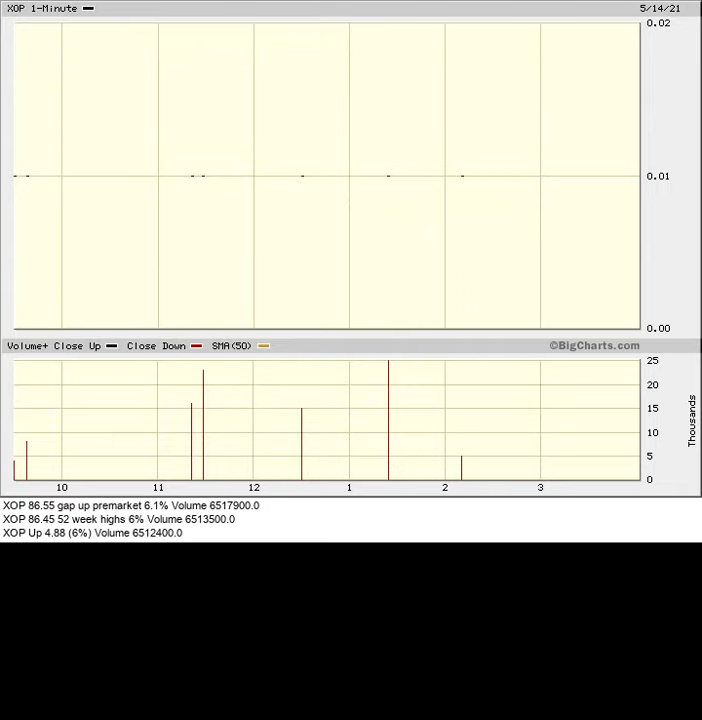 XOP 1-Minute 5/14/21
0.02
0.01
0.00
Volume+ Close Up Close Down SMA(50) ©BigCharts.com
25
20
15
10
5
0
Thousands
10 11 12 1 2 3
XOP 86.55 gap up premarket 6.1% Volume 6517900.0
XOP 86.45 52 week highs 6% Volume 6513500.0
XOP Up 4.88 (6%) Volume 6512400.0